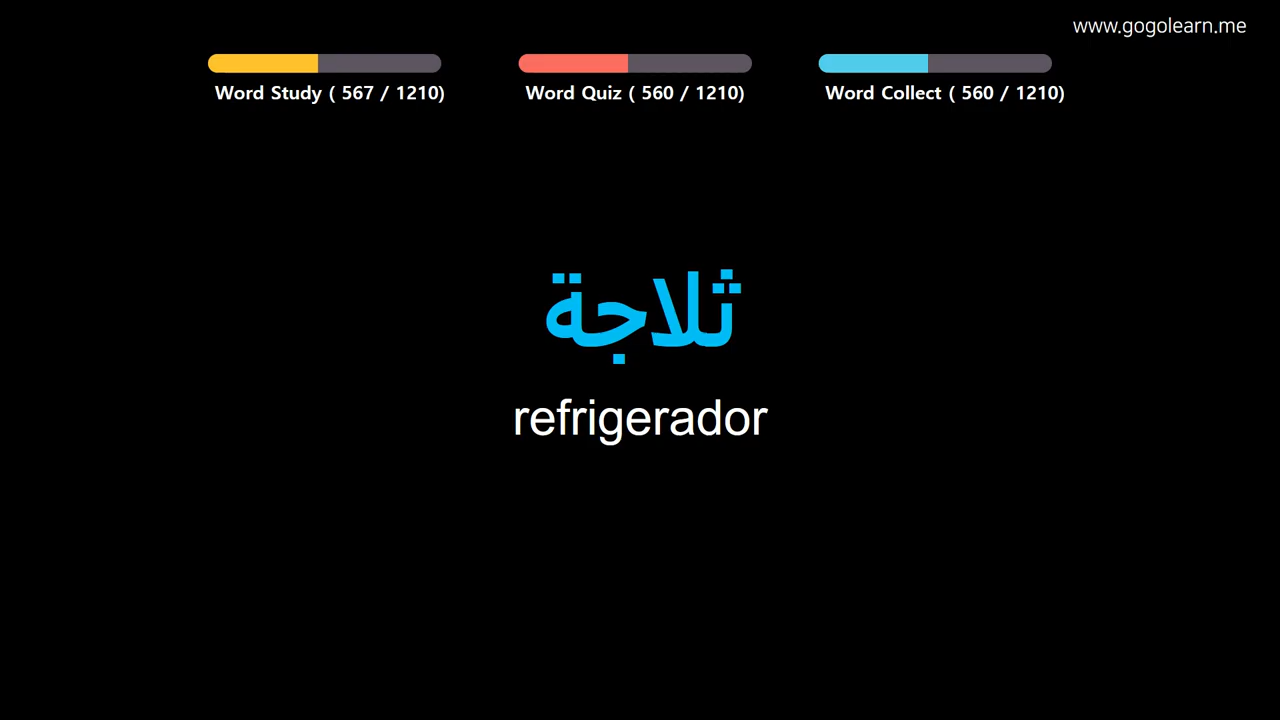 www.gogolearn.me
Word Study ( 567 / 1210)
Word Quiz ( 560 / 1210)
Word Collect ( 560 / 1210)
ثلاجة
refrigerador